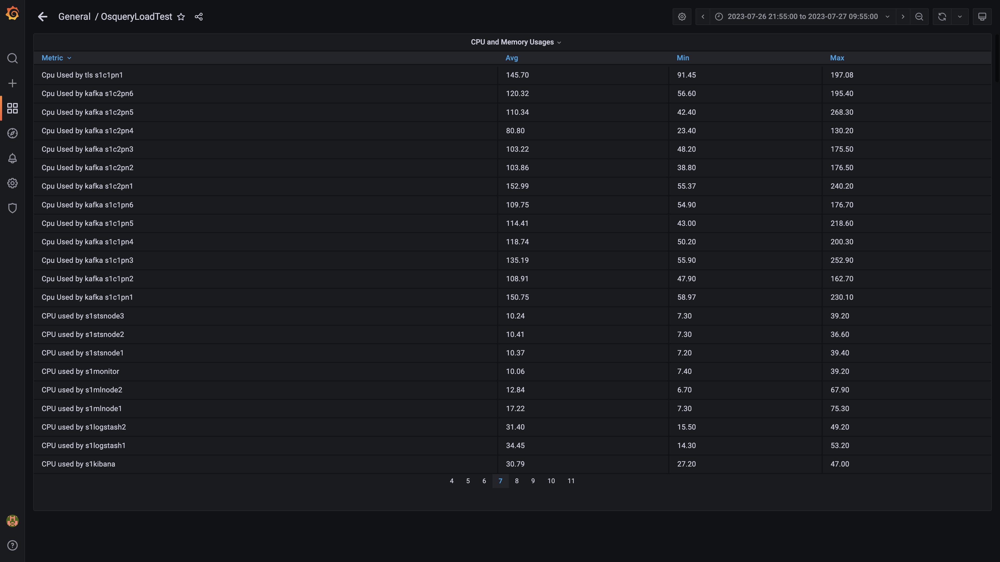 General / OsqueryLoadTest
2023-07-26 21:55:00 to 2023-07-27 09:55:00
CPU and Memory Usages
Metric Avg Min Max
Cpu Used by tls s1c1pn1 145.70 91.45 197.08
Cpu Used by kafka s1c2pn6 120.32 56.60 195.40
Cpu Used by kafka s1c2pn5 110.34 42.40 268.30
Cpu Used by kafka s1c2pn4 80.80 23.40 130.20
Cpu Used by kafka s1c2pn3 103.22 48.20 175.50
Cpu Used by kafka s1c2pn2 103.86 38.80 176.50
Cpu Used by kafka s1c2pn1 152.99 55.37 240.20
Cpu Used by kafka s1c1pn6 109.75 54.90 176.70
Cpu Used by kafka s1c1pn5 114.41 43.00 218.60
Cpu Used by kafka s1c1pn4 118.74 50.20 200.30
Cpu Used by kafka s1c1pn3 135.19 55.90 252.90
Cpu Used by kafka s1c1pn2 108.91 47.90 162.70
Cpu Used by kafka s1c1pn1 150.75 58.97 230.10
CPU used by s1stsnode3 10.24 7.30 39.20
CPU used by s1stsnode2 10.41 7.30 36.60
CPU used by s1stsnode1 10.37 7.20 39.40
CPU used by s1monitor 10.06 7.40 39.20
CPU used by s1mlnode2 12.84 6.70 67.90
CPU used by s1mlnode1 17.22 7.30 75.30
CPU used by s1logstash2 31.40 15.50 49.20
CPU used by s1logstash1 34.45 14.30 53.20
CPU used by s1kibana 30.79 27.20 47.00
4 5 6 7 8 9 10 11